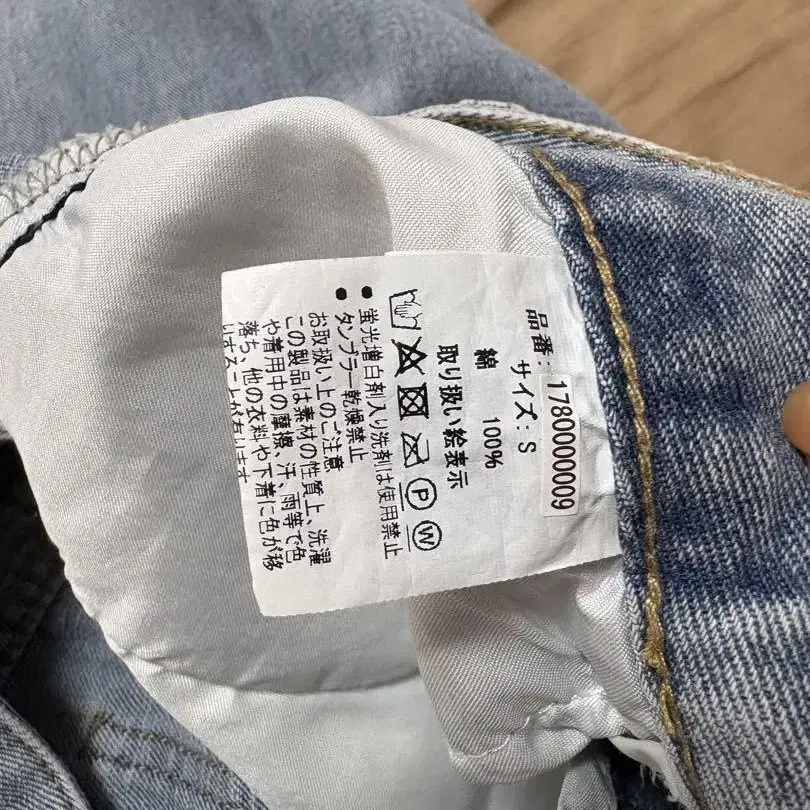 品番: 1780000009
サイズ: S
綿 100%
取り扱い絵表示
P W
●蛍光増白剤入り洗剤は使用禁止
●タンブラー乾燥禁止
お取扱い上のご注意
この製品は素材の性質上、洗濯
や着用中の摩擦、汗、雨等で色
落ち、他の衣料や下着に色が移